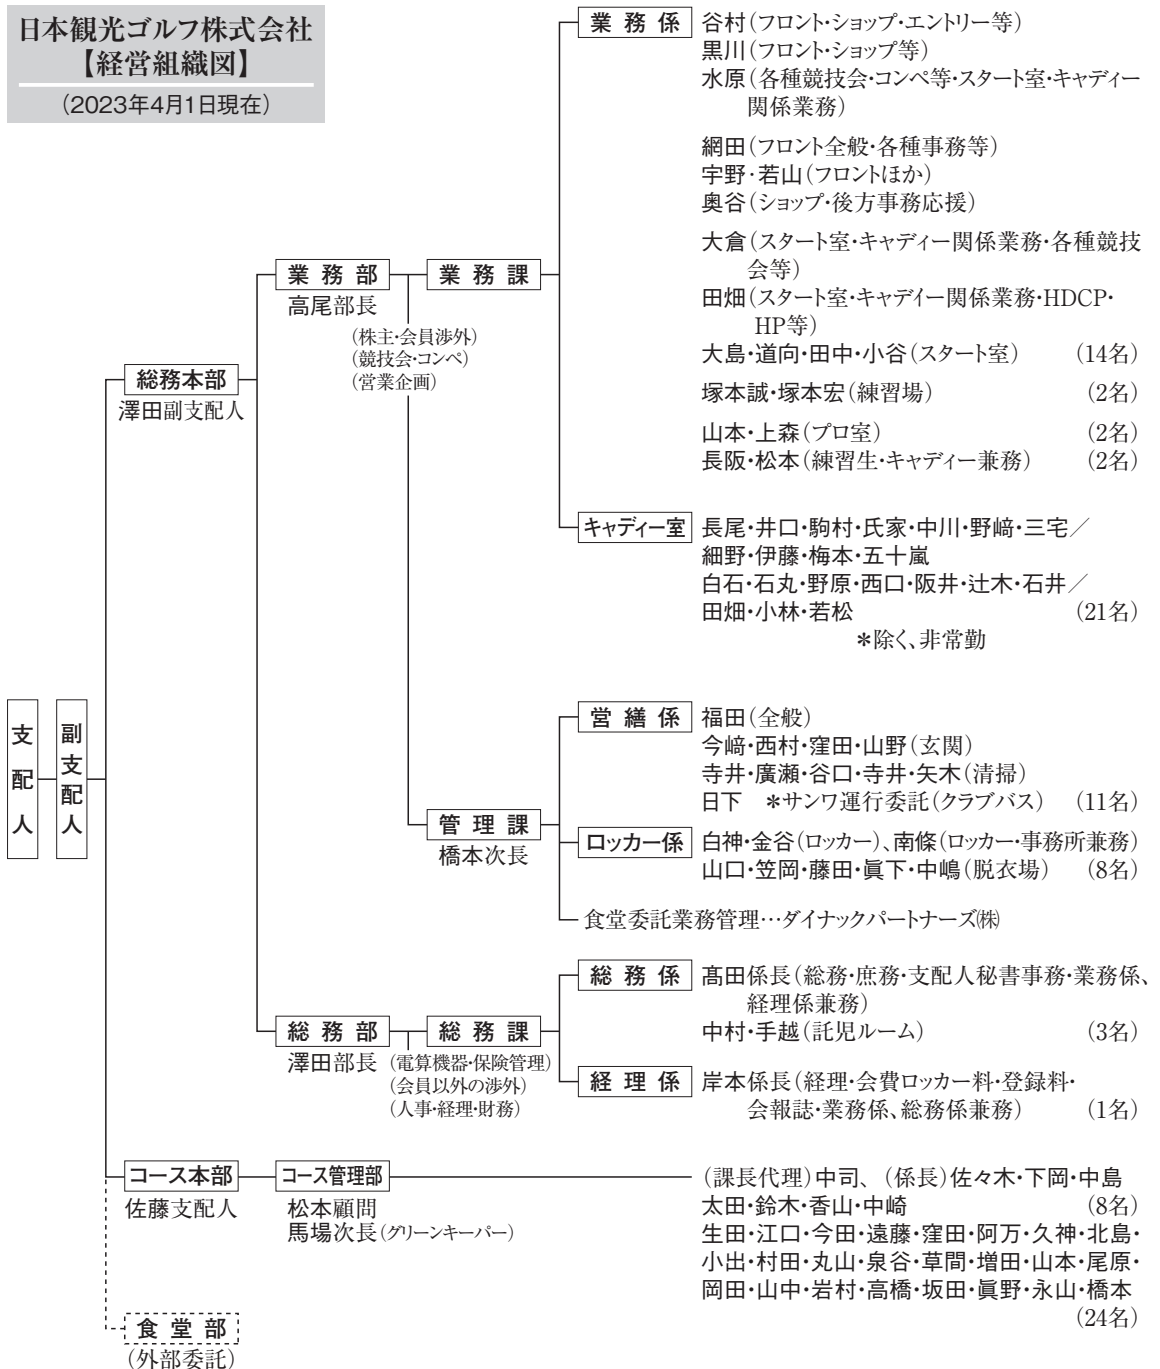 日本観光ゴルフ株式会社
【経営組織図】
(2023年4月1日現在)
支配人
副支配人
総務本部
澤田副支配人
業務部
高尾部長
業務課
(株主・会員渉外)
(競技会・コンペ)
(営業企画)
業務係
谷村(フロント・ショップ・エントリー等)
黒川(フロント・ショップ等)
水原(各種競技会・コンペ等・スタート室・キャディー
関係業務)
網田(フロント全般・各種事務等)
宇野・若山(フロントほか)
奥谷(ショップ・後方事務応援)
大倉(スタート室・キャディー関係業務・各種競技
会等)
田畑(スタート室・キャディー関係業務・HDCP・
HP等)
大島・道向・田中・小谷(スタート室) (14名)
塚本誠・塚本宏(練習場) (2名)
山本・上森(プロ室) (2名)
長阪・松本(練習生・キャディー兼務) (2名)
キャディー室
長尾・井口・駒村・氏家・中川・野﨑・三宅/
細野・伊藤・梅本・五十嵐
白石・石丸・野原・西口・阪井・辻木・石井/
田畑・小林・若松 (21名)
*除く、非常勤
管理課
橋本次長
営繕係
福田(全般)
今﨑・西村・窪田・山野(玄関)
寺井・廣瀬・谷口・寺井・矢木(清掃)
日下 *サンワ運行委託(クラブバス) (11名)
ロッカー係
白神・金谷(ロッカー)、南條(ロッカー・事務所兼務)
山口・笠岡・藤田・眞下・中嶋(脱衣場) (8名)
食堂委託業務管理…ダイナックパートナーズ㈱
総務部
澤田部長
総務課
(電算機器・保険管理)
(会員以外の渉外)
(人事・経理・財務)
総務係
髙田係長(総務・庶務・支配人秘書事務・業務係、
経理係兼務)
中村・手越(託児ルーム) (3名)
経理係
岸本係長(経理・会費ロッカー料・登録料・
会報誌・業務係、総務係兼務) (1名)
コース本部
佐藤支配人
コース管理部
松本顧問
馬場次長(グリーンキーパー)
(課長代理)中司、(係長)佐々木・下岡・中島
太田・鈴木・香山・中崎 (8名)
生田・江口・今田・遠藤・窪田・阿万・久神・北島・
小出・村田・丸山・泉谷・草間・増田・山本・尾原・
岡田・山中・岩村・高橋・坂田・眞野・永山・橋本
(24名)
食堂部
(外部委託)